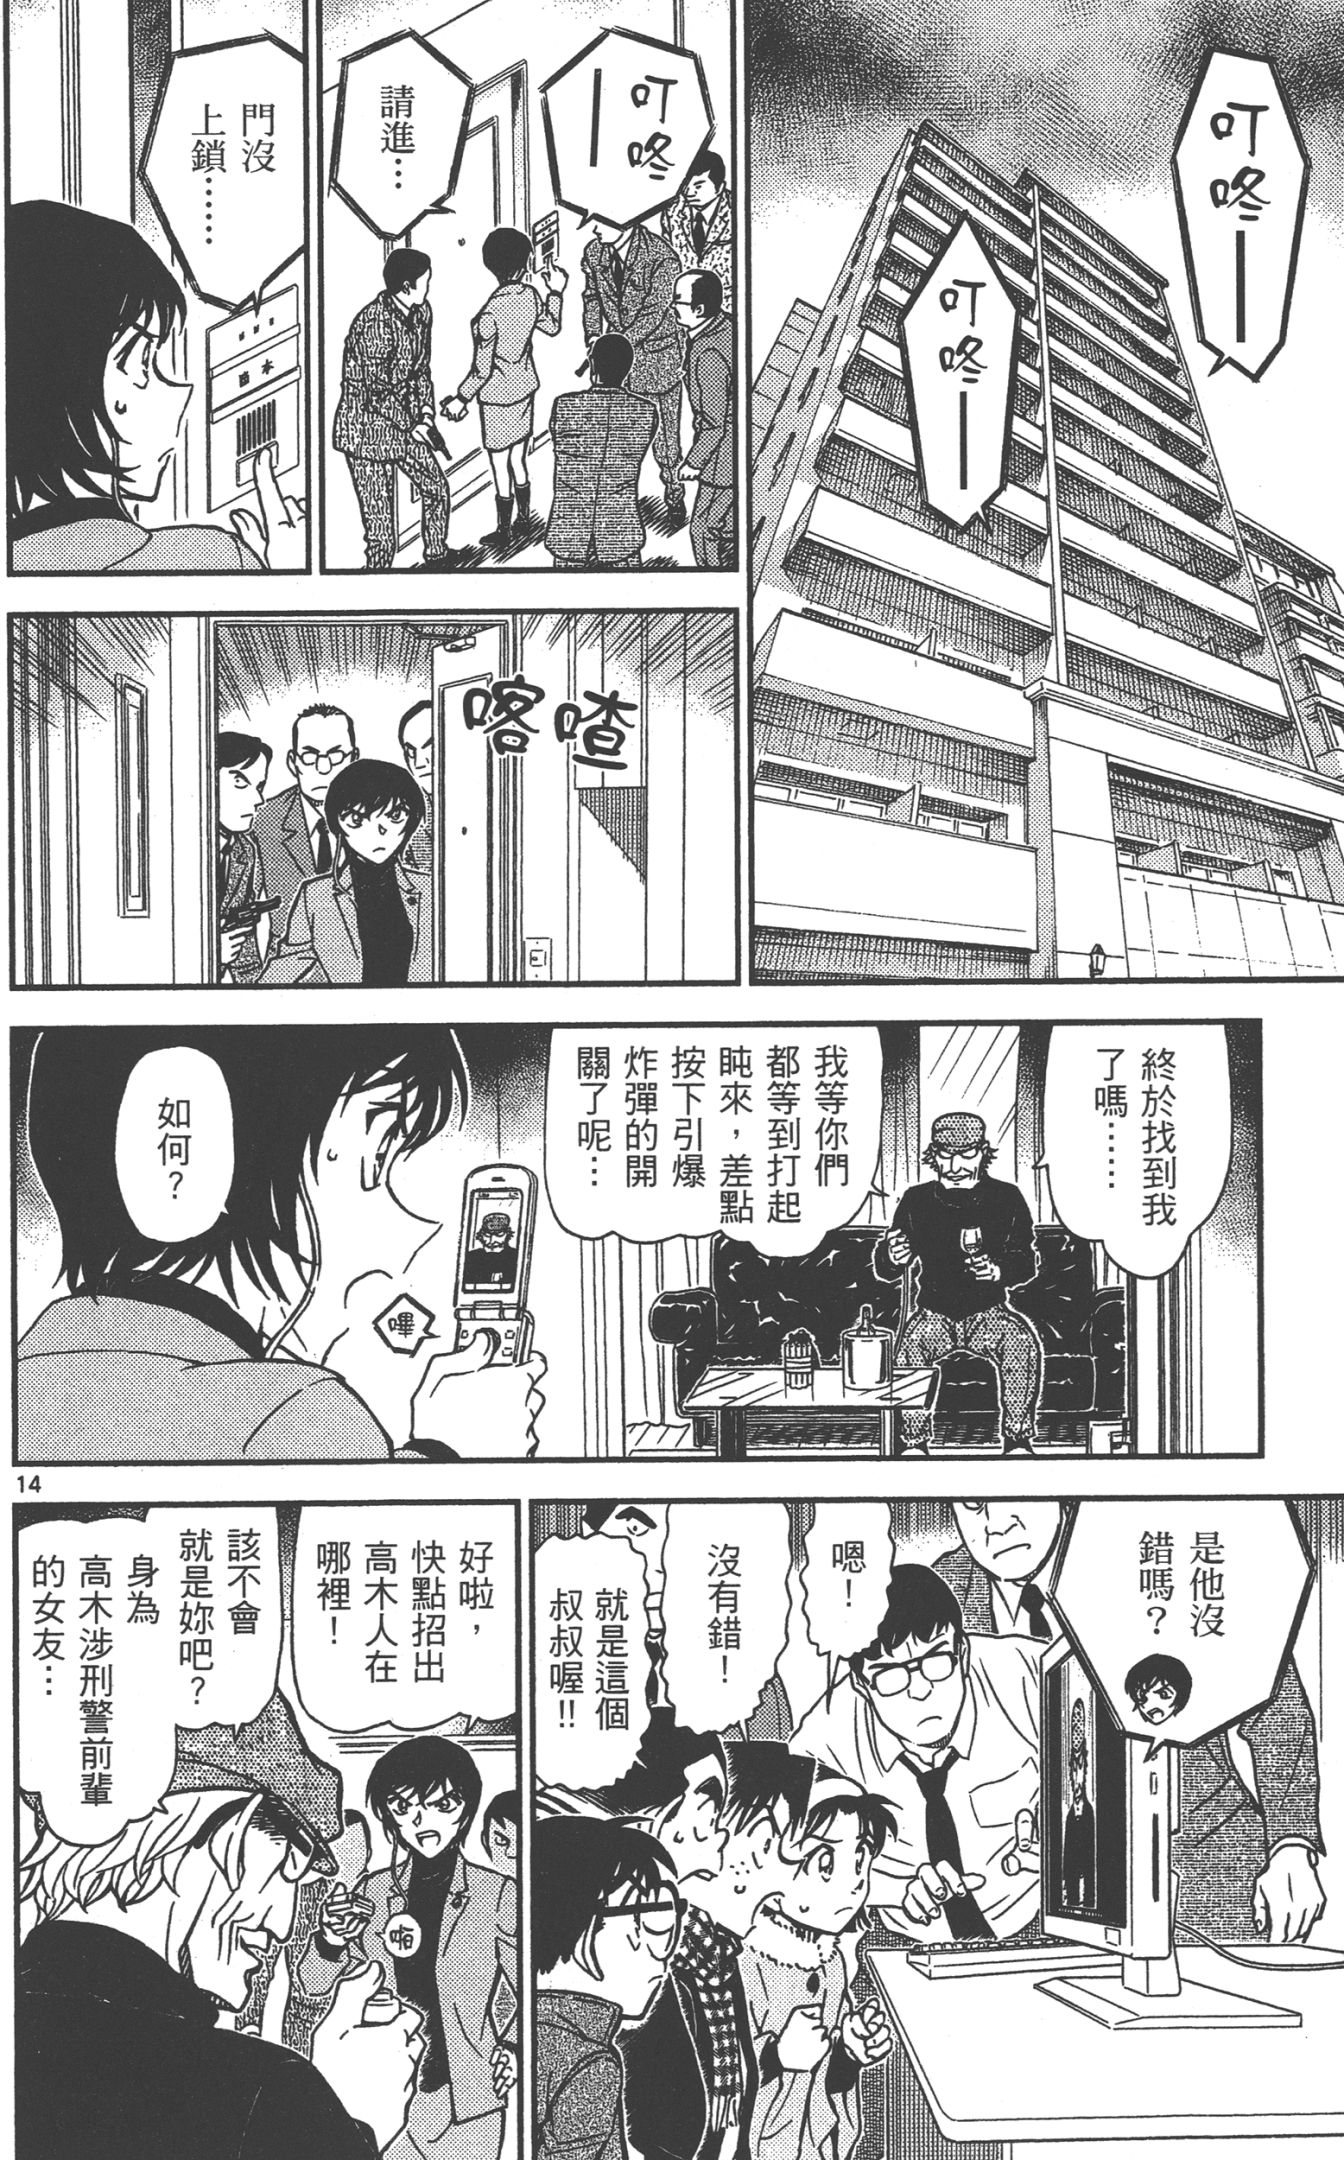 叮咚——
叮咚——
叮咚——
請進…
門沒
上鎖……
櫥本
喀喳
終於找到我
了嗎……
我等你們
都等到打起
盹來，差點
按下引爆
炸彈的開
關了呢…
嗶
如何？
14
是他沒
錯嗎？
嗯！
沒有錯！
就是這個
叔叔喔！！
好啦，
快點招出
高木人在
哪裡！
啪
該不會
就是妳吧？
身為
高木涉刑警前輩
的女友…